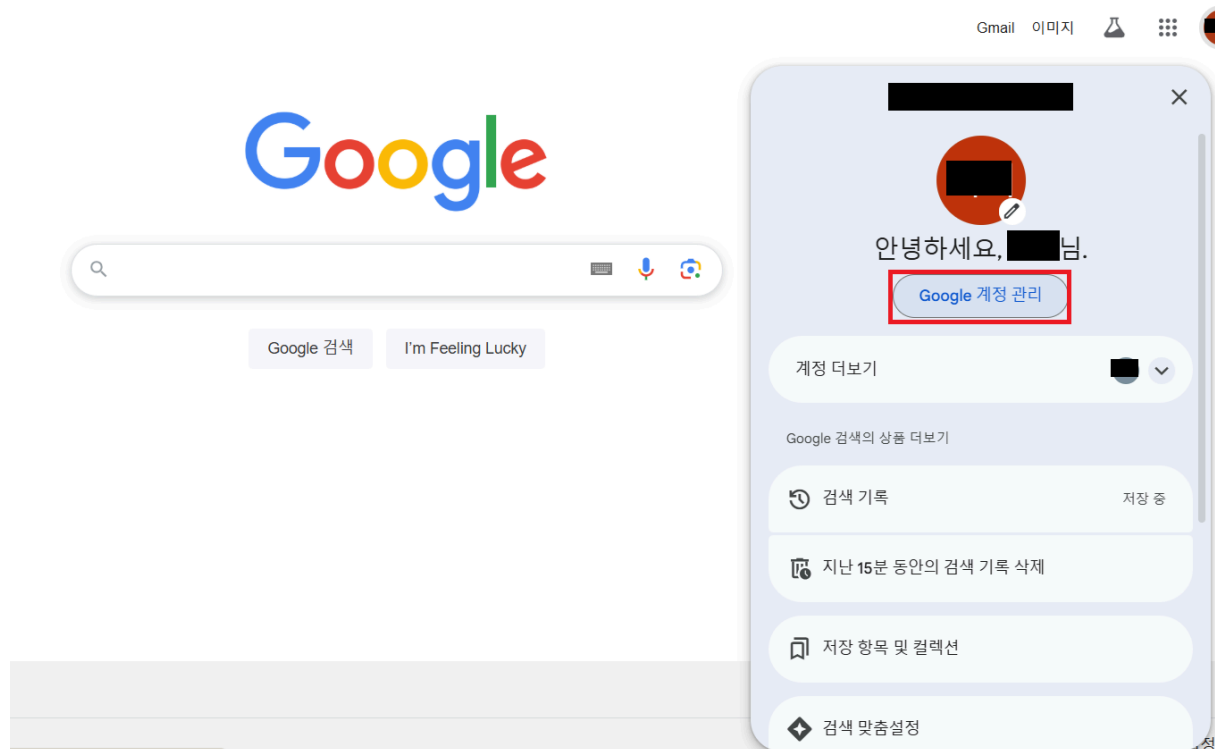 Gmail 이미지
Google
안녕하세요, 님.
Google 계정 관리
Google 검색 I'm Feeling Lucky
계정 더보기
Google 검색의 상품 더보기
검색 기록 저장 중
지난 15분 동안의 검색 기록 삭제
저장 항목 및 컬렉션
검색 맞춤설정